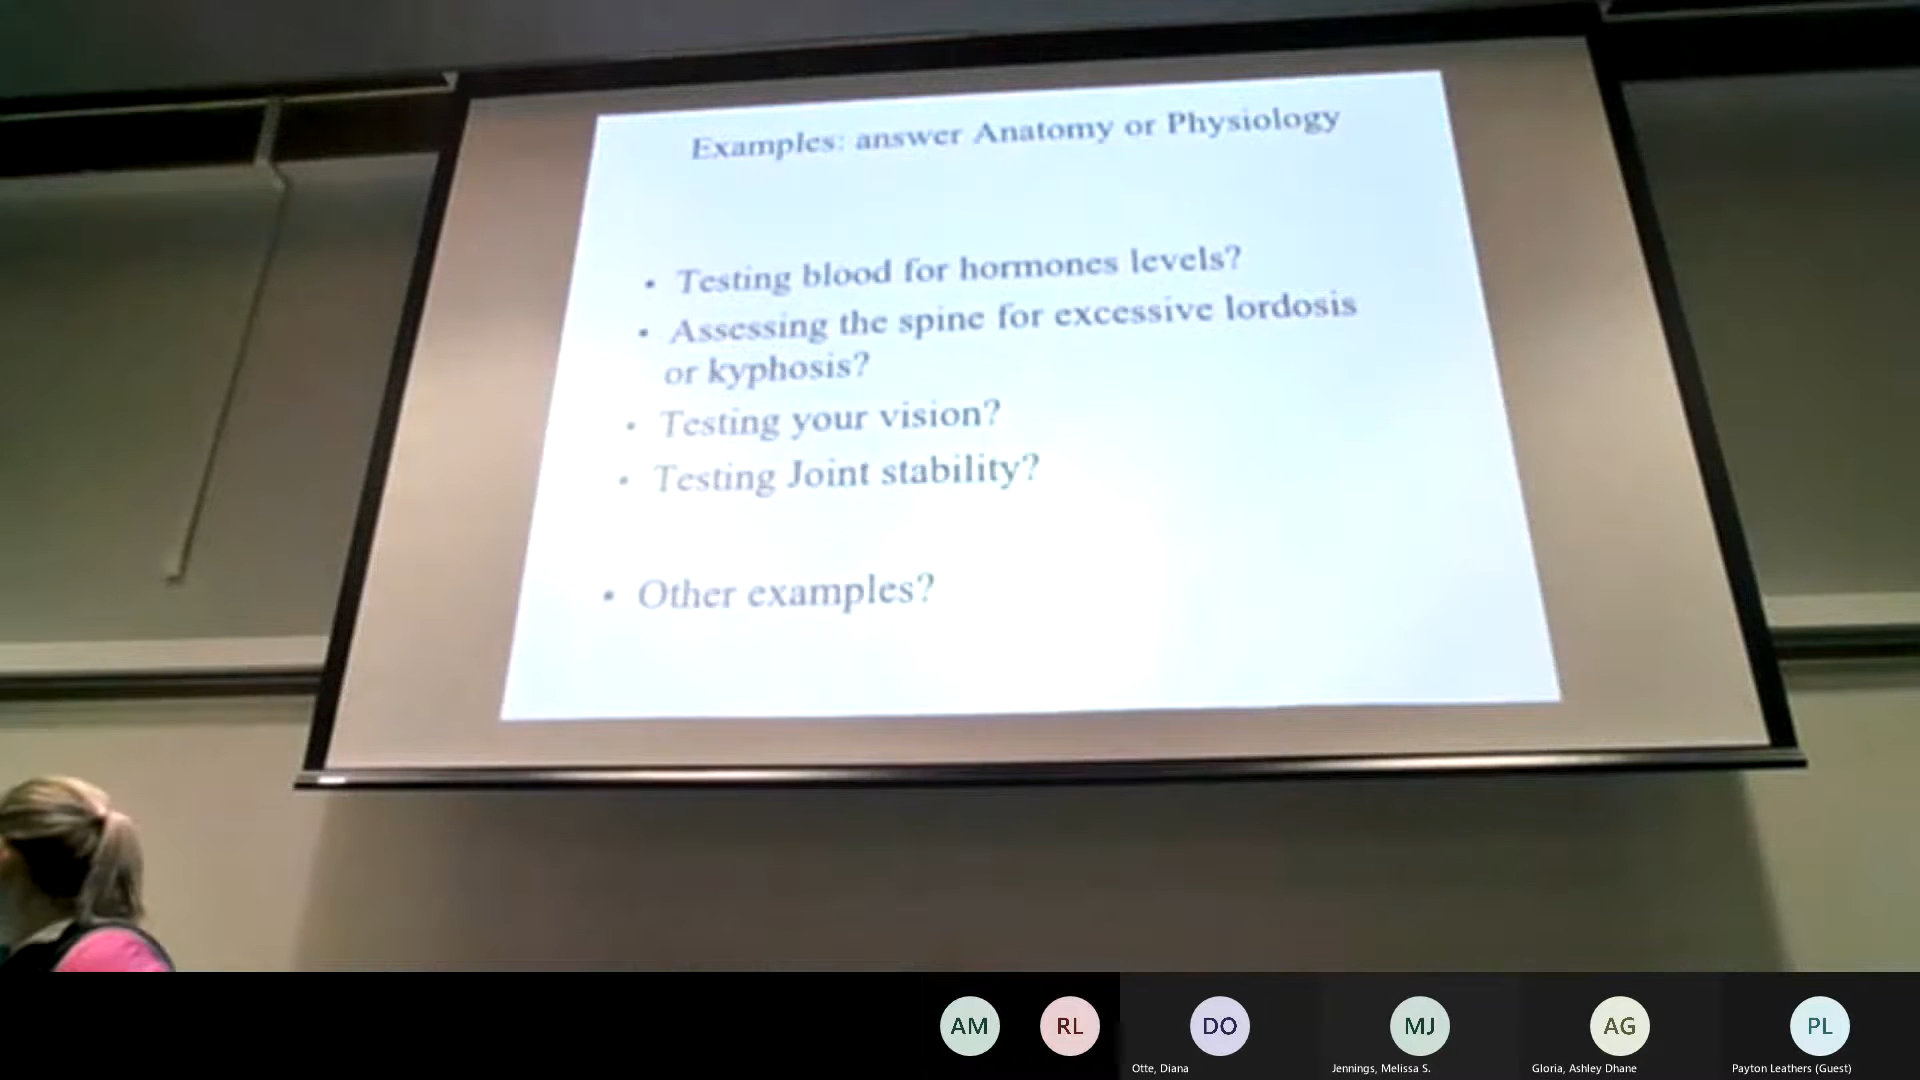 Examples: answer Anatomy or Physiology
• Testing blood for hormones levels?
• Assessing the spine for excessive lordosis
or kyphosis?
• Testing your vision?
• Testing Joint stability?
• Other examples?
AM
RL
DO
MJ
AG
PL
Otte, Diana
Jennings, Melissa S.
Gloria, Ashley Dhane
Payton Leathers (Guest)